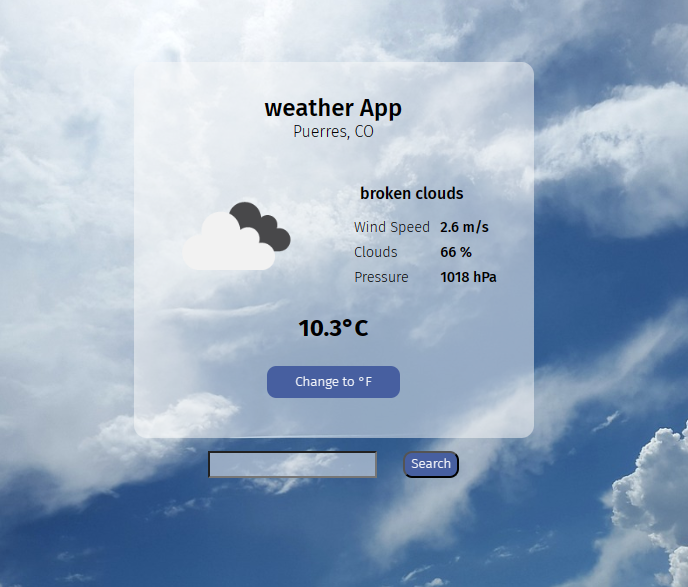 weather App
Puerres, CO
broken clouds
Wind Speed 2.6 m/s
Clouds 66 %
Pressure 1018 hPa
10.3°C
Change to °F
Search